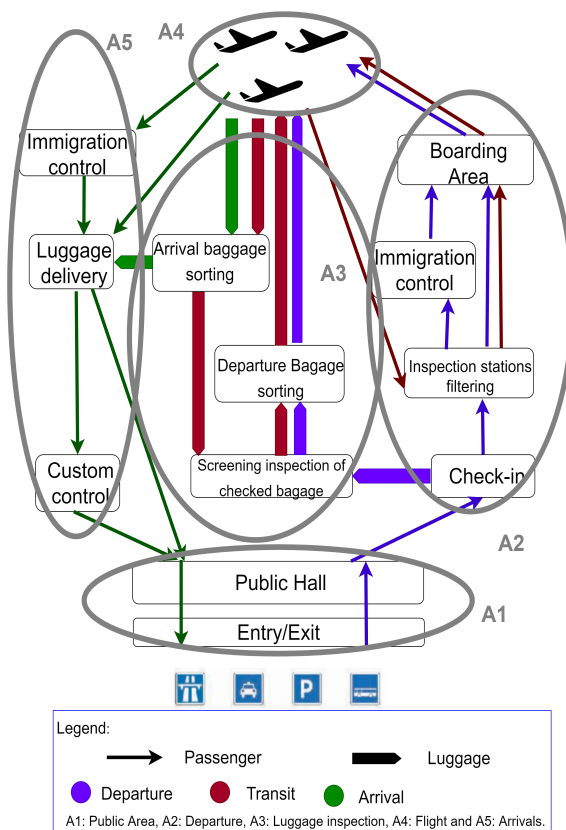 A4
A5
Immigration
control
Boarding
Area
Luggage
delivery
Arrival baggage
sorting
A3
Immigration
control
Departure Bagage
sorting
Inspection stations
filtering
Custom
control
Screening inspection of
checked bagage
Check-in
A2
Public Hall
A1
Entry/Exit
P
Legend:
Passenger
Luggage
Departure
Transit
Arrival
A1: Public Area, A2: Departure, A3: Luggage inspection, A4: Flight and A5: Arrivals.